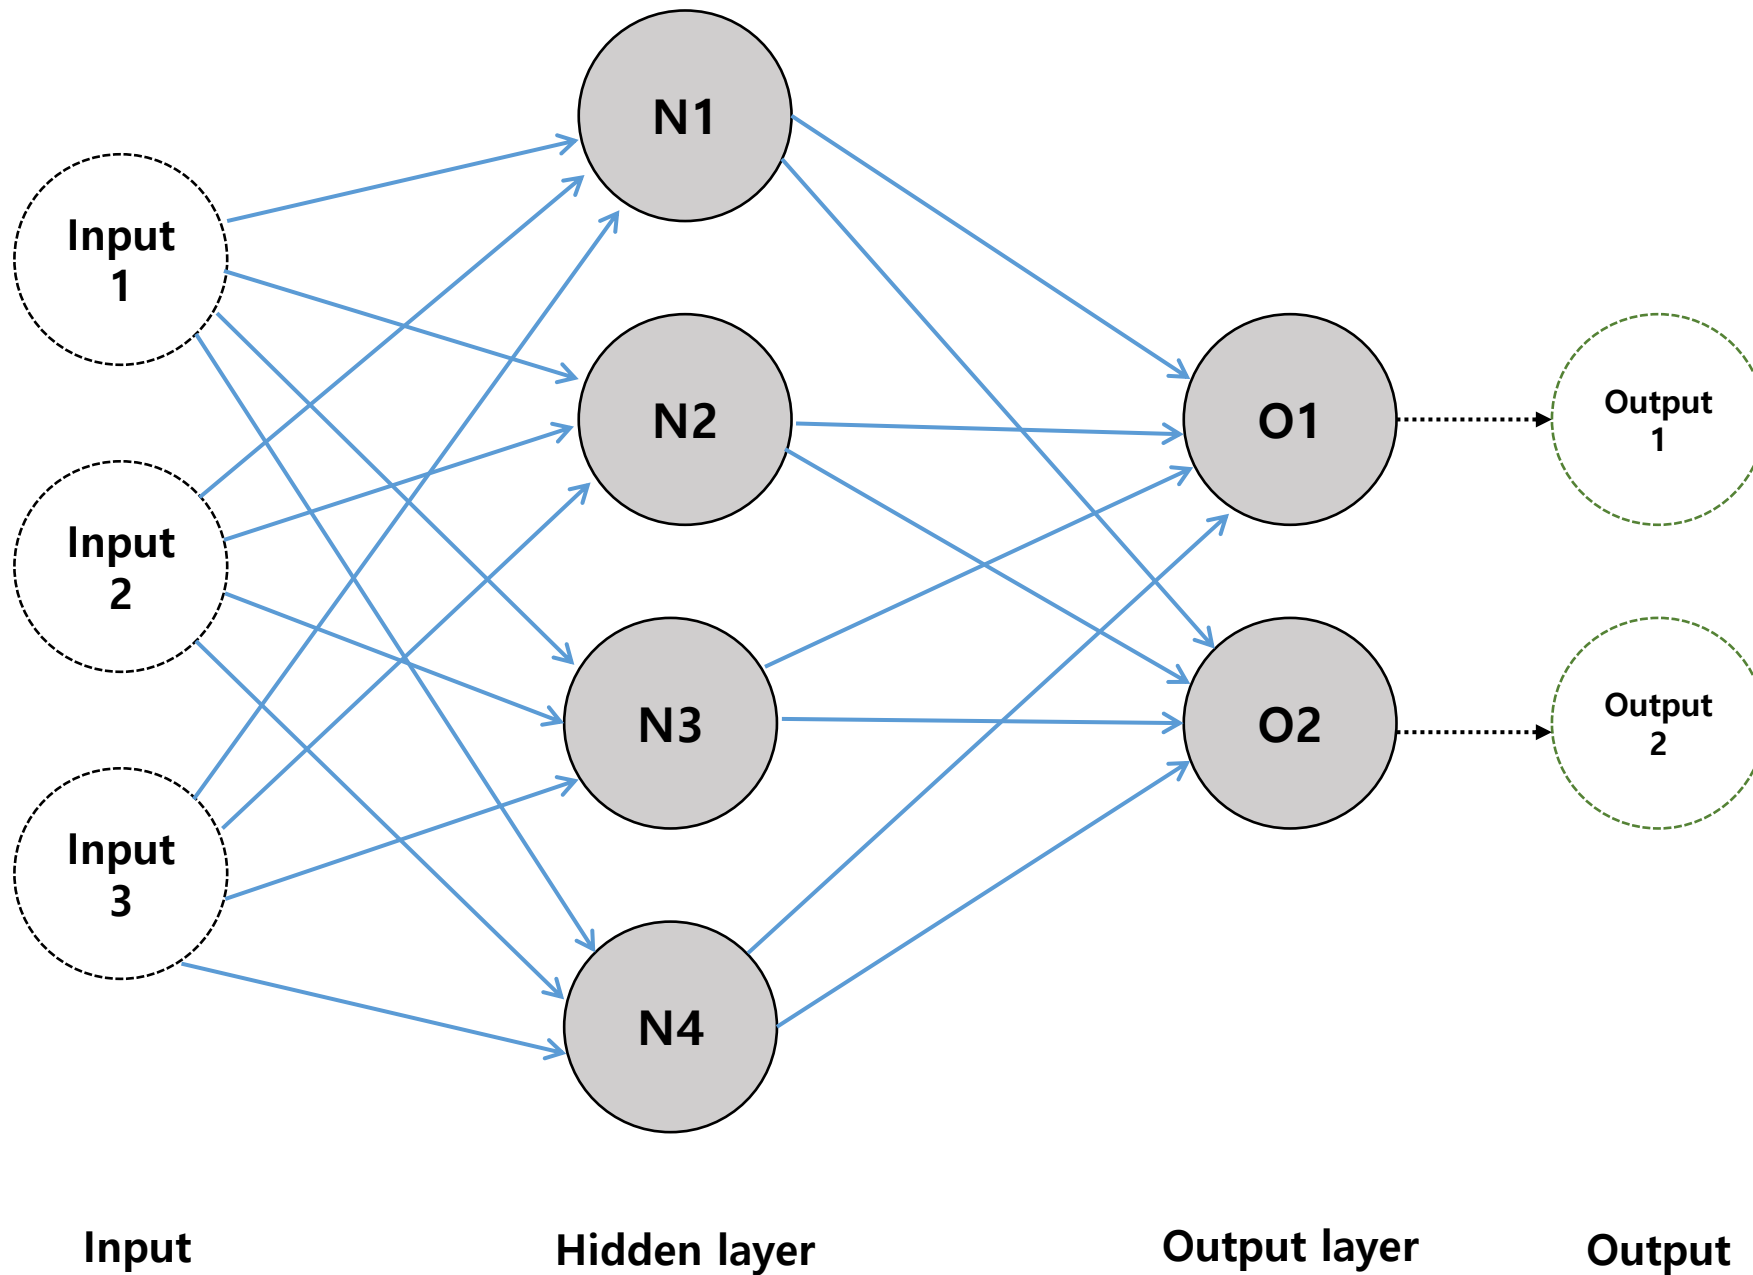 Input
1
Input
2
Input
3
N1
N2
N3
N4
O1
O2
Output
1
Output
2
Input
Hidden layer
Output layer
Output